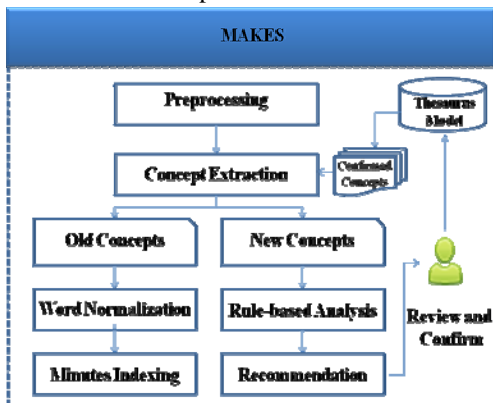 MAKES
Preprocessing
Thesaurus
Model
Concept Extraction
Confirmed
Concepts
Old Concepts
New Concepts
Word Normalization
Rule-based Analysis
Review and
Confirm
Minutes Indexing
Recommendation